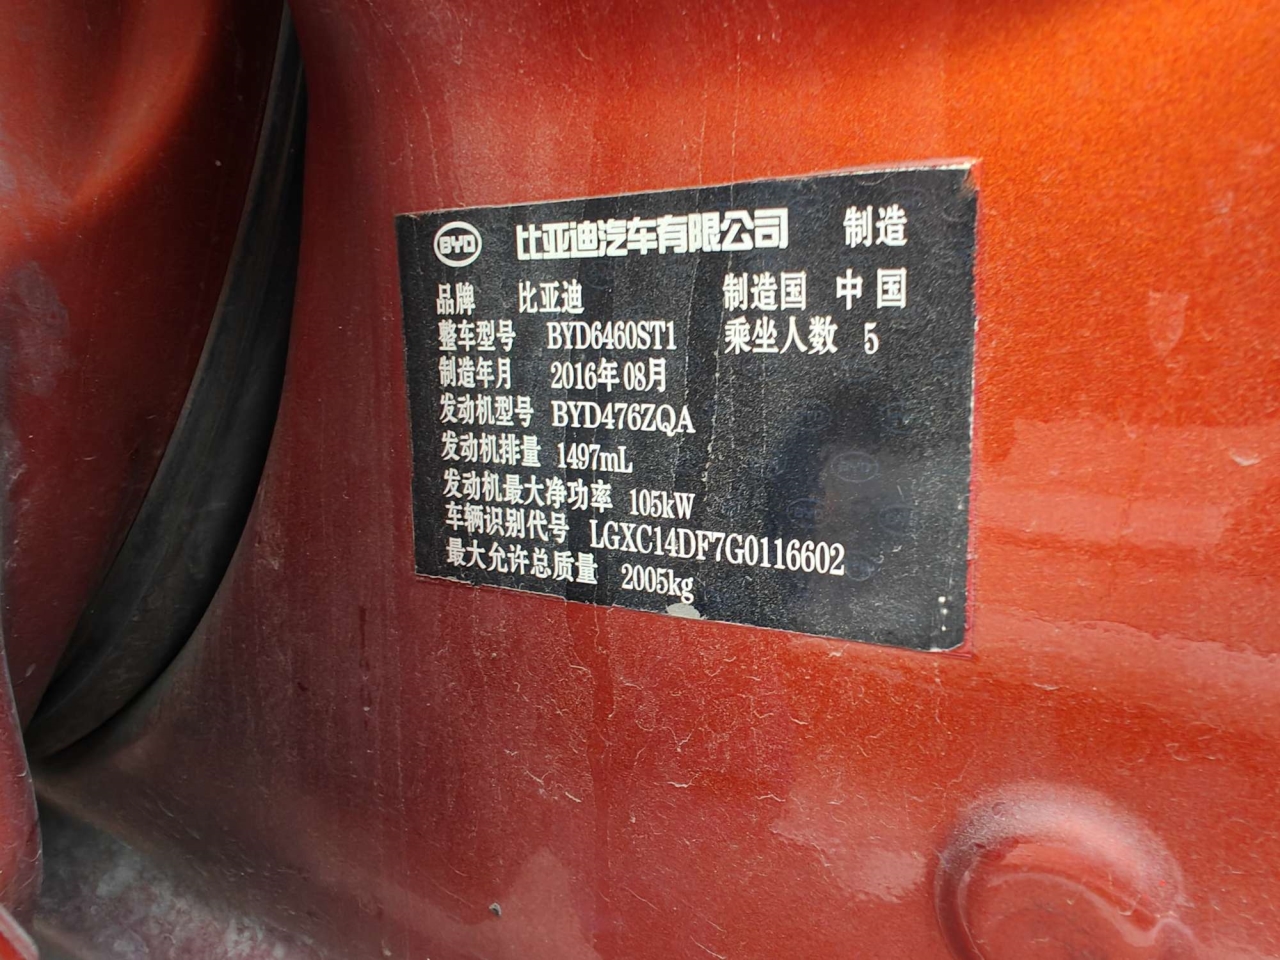 BYD 比亚迪汽车有限公司 制造
品牌 比亚迪 制造国 中国
整车型号 BYD6460ST1 乘坐人数 5
制造年月 2016年08月
发动机型号 BYD476ZQA
发动机排量 1497mL
发动机最大净功率 105kW
车辆识别代号 LGXC14DF7G0116602
最大允许总质量 2005kg